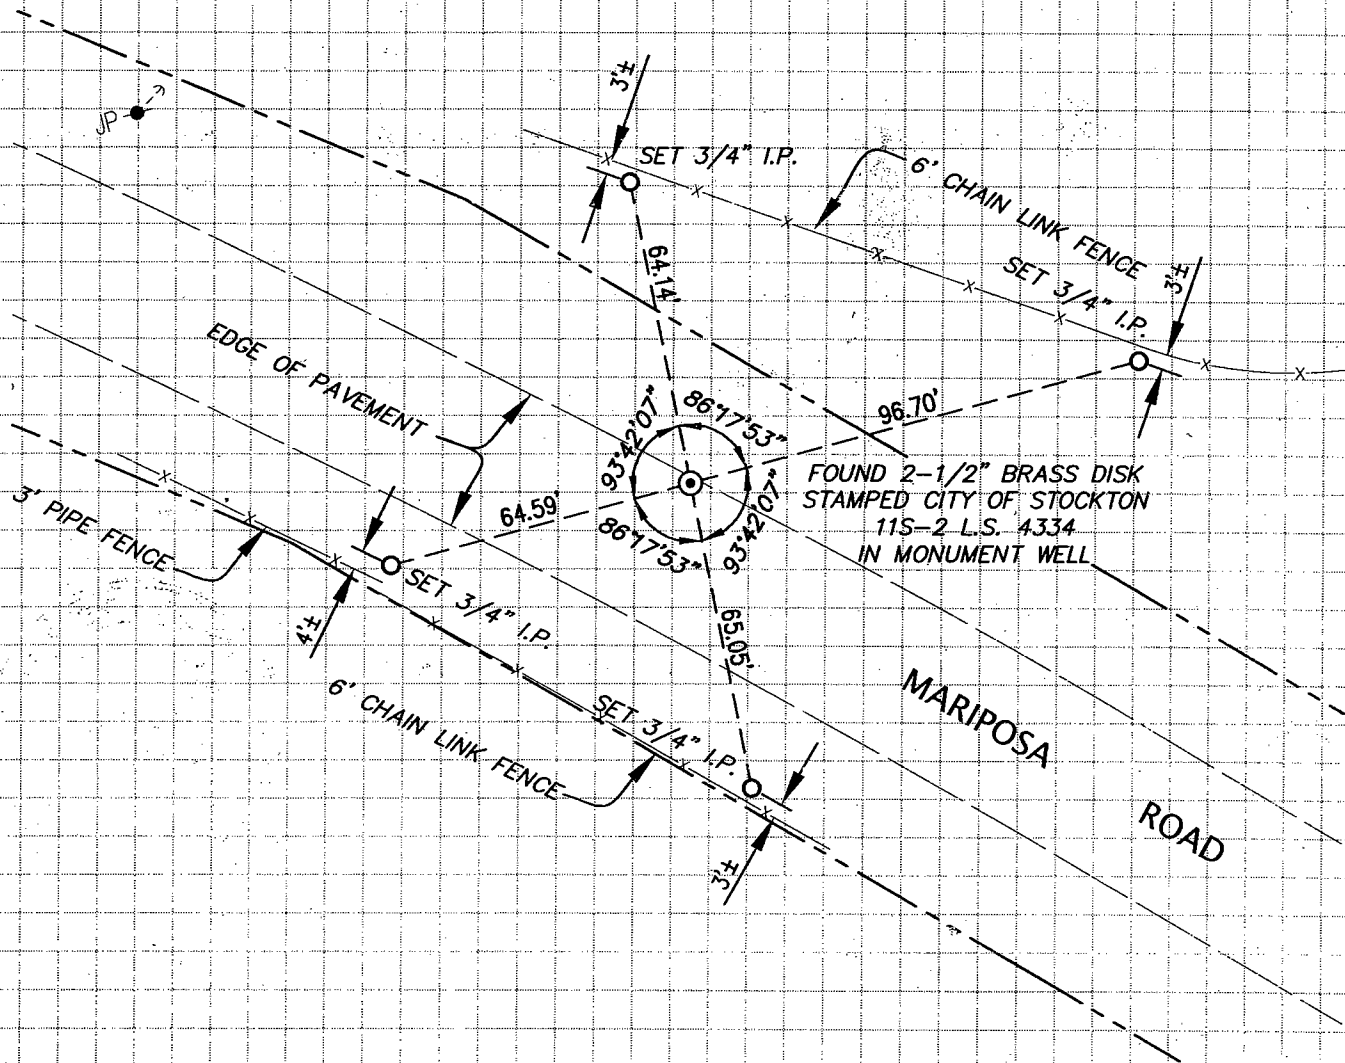 3'±
JP
SET 3/4" I.P.
6' CHAIN LINK FENCE
SET 3/4" I.P.
3'±
64.14'
EDGE OF PAVEMENT
93°42'07"
86°17'53"
96.70'
FOUND 2-1/2" BRASS DISK
STAMPED CITY OF STOCKTON
11S-2 L.S. 4334
IN MONUMENT WELL
3' PIPE FENCE
64.59'
86°17'53"
93°42'07"
SET 3/4" I.P.
4'±
65.05'
6' CHAIN LINK FENCE
SET 3/4" I.P.
3'±
MARIPOSA
ROAD